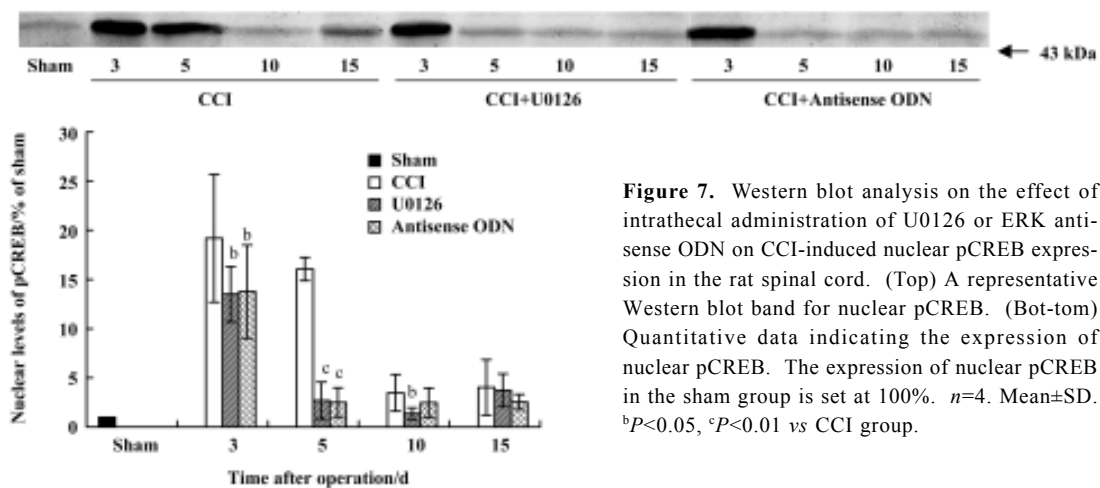 43 kDa
Sham 3 5 10 15 3 5 10 15 3 5 10 15
CCI CCI+U0126 CCI+Antisense ODN
Nuclear levels of pCREB/% of sham
30
25
20
15
10
5
0
Sham
CCI
U0126
Antisense ODN
b b
c c
b
Sham 3 5 10 15
Time after operation/d
Figure 7. Western blot analysis on the effect of
intrathecal administration of U0126 or ERK anti-
sense ODN on CCI-induced nuclear pCREB expres-
sion in the rat spinal cord. (Top) A representative
Western blot band for nuclear pCREB. (Bot-tom)
Quantitative data indicating the expression of
nuclear pCREB. The expression of nuclear pCREB
in the sham group is set at 100%. n=4. Mean±SD.
ᵇP<0.05, ᶜP<0.01 vs CCI group.